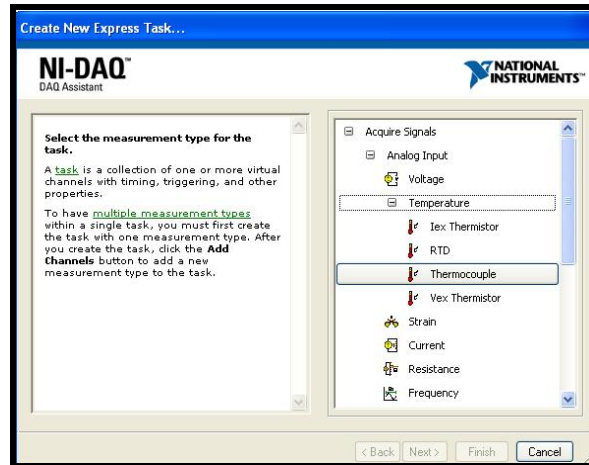 Create New Express Task...
NI-DAQ™
DAQ Assistant
NATIONAL
INSTRUMENTS™
Select the measurement type for the
task.
A task is a collection of one or more virtual
channels with timing, triggering, and other
properties.
To have multiple measurement types
within a single task, you must first create
the task with one measurement type. After
you create the task, click the Add
Channels button to add a new
measurement type to the task.
Acquire Signals
Analog Input
Voltage
Temperature
Iex Thermistor
RTD
Thermocouple
Vex Thermistor
Strain
Current
Resistance
Frequency
< Back
Next >
Finish
Cancel